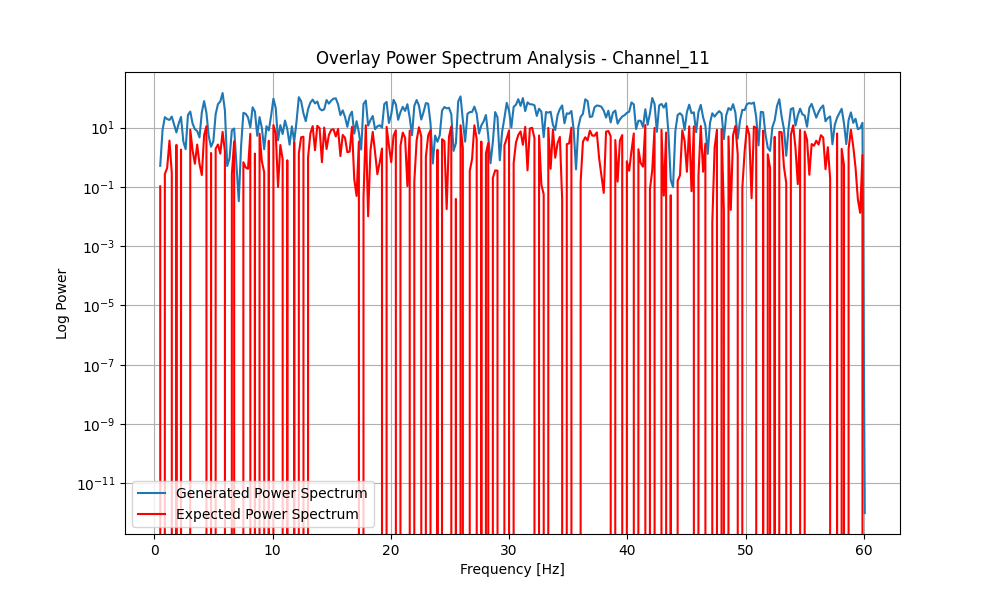 Overlay Power Spectrum Analysis - Channel_11
Log Power
10¹
10⁻¹
10⁻³
10⁻⁵
10⁻⁷
10⁻⁹
10⁻¹¹
Generated Power Spectrum
Expected Power Spectrum
0 10 20 30 40 50 60
Frequency [Hz]